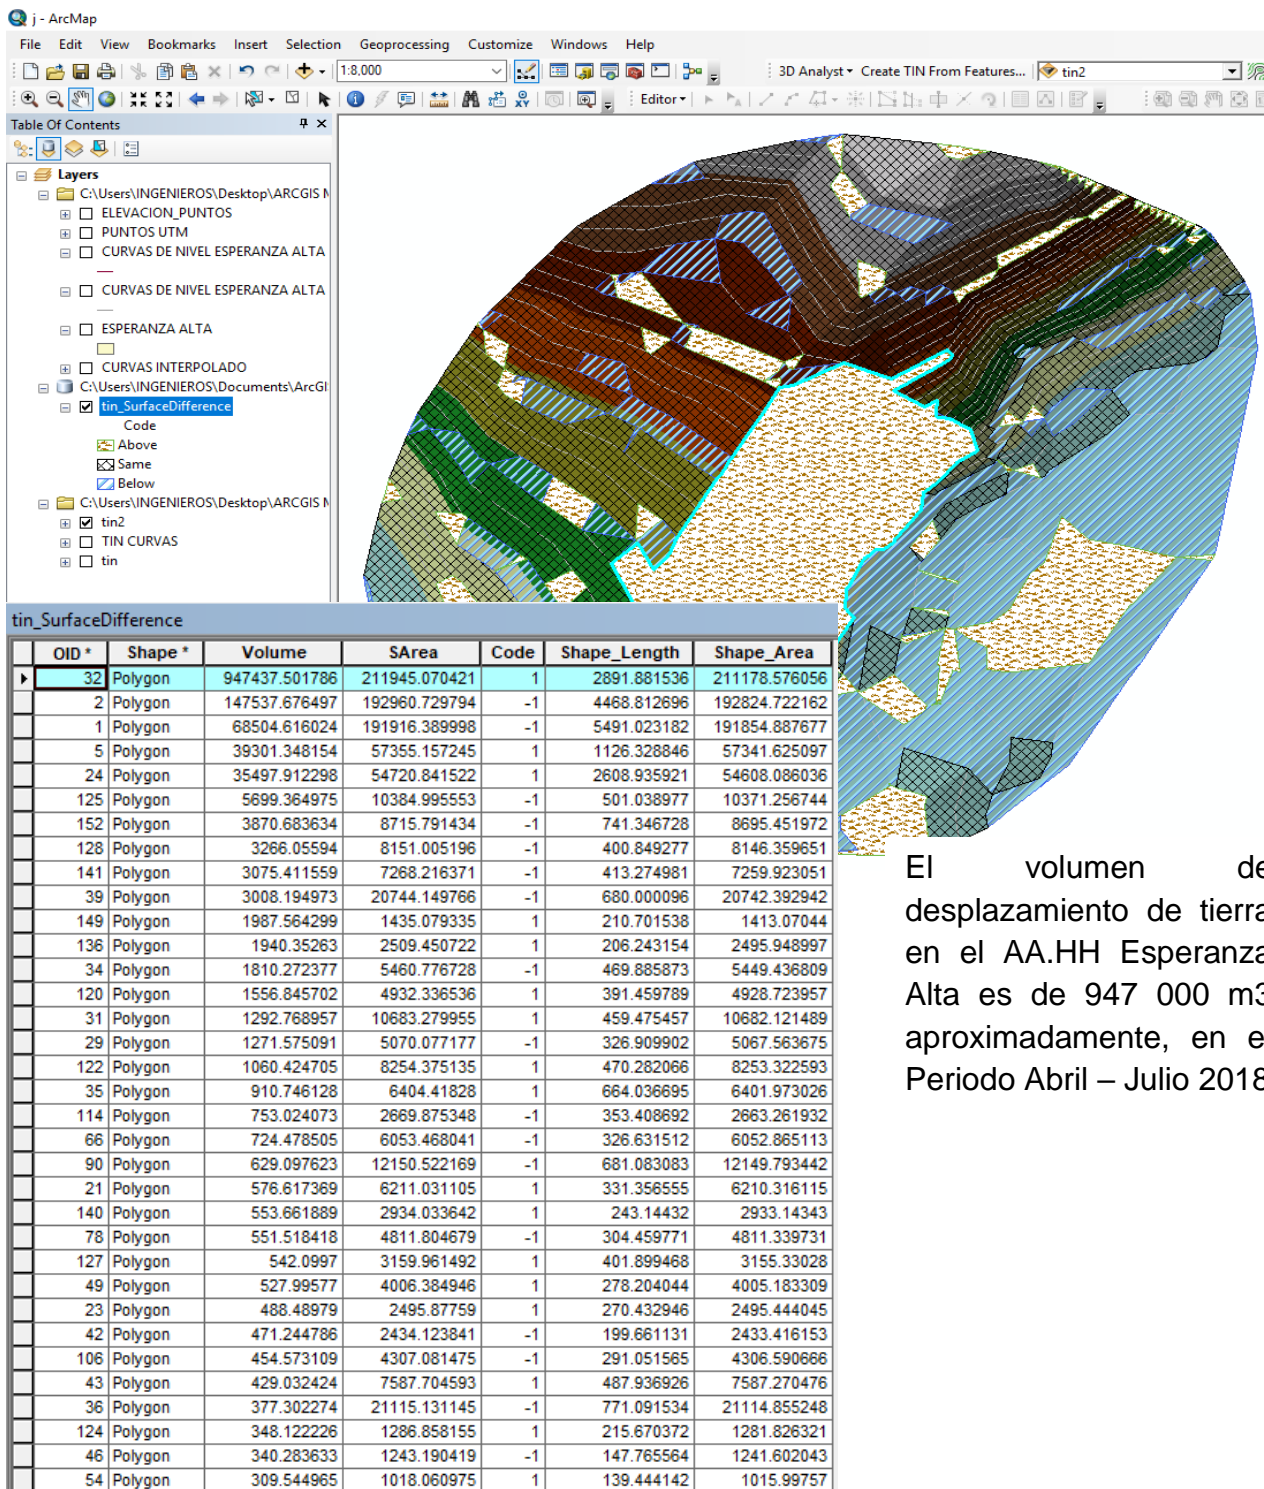 j - ArcMap
File Edit View Bookmarks Insert Selection Geoprocessing Customize Windows Help
1:8,000
3D Analyst Create TIN From Features... tin2
Editor
Table Of Contents
Layers
C:\Users\INGENIEROS\Desktop\ARCGIS
ELEVACION_PUNTOS
PUNTOS UTM
CURVAS DE NIVEL ESPERANZA ALTA
CURVAS DE NIVEL ESPERANZA ALTA
ESPERANZA ALTA
CURVAS INTERPOLADO
C:\Users\INGENIEROS\Documents\ArcGI
tin_SurfaceDifference
Code
Above
Same
Below
C:\Users\INGENIEROS\Desktop\ARCGIS
tin2
TIN CURVAS
tin
tin_SurfaceDifference
OID * Shape * Volume SArea Code Shape_Length Shape_Area
32 Polygon 947437.501786 211945.070421 1 2891.881536 211178.576056
2 Polygon 147537.676497 192960.729794 -1 4468.812696 192824.722162
1 Polygon 68504.616024 191916.389998 -1 5491.023182 191854.887677
5 Polygon 39301.348154 57355.157245 1 1126.328846 57341.625097
24 Polygon 35497.912298 54720.841522 1 2608.935921 54608.086036
125 Polygon 5699.364975 10384.995553 -1 501.038977 10371.256744
152 Polygon 3870.683634 8715.791434 -1 741.346728 8695.451972
128 Polygon 3266.05594 8151.005196 -1 400.849277 8146.359651
141 Polygon 3075.411559 7268.216371 -1 413.274981 7259.923051
39 Polygon 3008.194973 20744.149766 -1 680.000096 20742.392942
149 Polygon 1987.564299 1435.079335 1 210.701538 1413.07044
136 Polygon 1940.35263 2509.450722 1 206.243154 2495.948997
34 Polygon 1810.272377 5460.776728 -1 469.885873 5449.436809
120 Polygon 1556.845702 4932.336536 1 391.459789 4928.723957
31 Polygon 1292.768957 10683.279955 1 459.475457 10682.121489
29 Polygon 1271.575091 5070.077177 -1 326.909902 5067.563675
122 Polygon 1060.424705 8254.375135 1 470.282066 8253.322593
35 Polygon 910.746128 6404.41828 1 664.036695 6401.973026
114 Polygon 753.024073 2669.875348 -1 353.408692 2663.261932
66 Polygon 724.478505 6053.468041 -1 326.631512 6052.865113
90 Polygon 629.097623 12150.522169 -1 681.083083 12149.793442
21 Polygon 576.617369 6211.031105 1 331.356555 6210.316115
140 Polygon 553.661889 2934.033642 1 243.14432 2933.14343
78 Polygon 551.518418 4811.804679 -1 304.459771 4811.339731
127 Polygon 542.0997 3159.961492 1 401.899468 3155.33028
49 Polygon 527.99577 4006.384946 1 278.204044 4005.183309
23 Polygon 488.48979 2495.87759 1 270.432946 2495.444045
42 Polygon 471.244786 2434.123841 -1 199.661131 2433.416153
106 Polygon 454.573109 4307.081475 -1 291.051565 4306.590666
43 Polygon 429.032424 7587.704593 1 487.936926 7587.270476
36 Polygon 377.302274 21115.131145 -1 771.091534 21114.855248
124 Polygon 348.122226 1286.858155 1 215.670372 1281.826321
46 Polygon 340.283633 1243.190419 -1 147.765564 1241.602043
54 Polygon 309.544965 1018.060975 1 139.444142 1015.99757
El volumen de
desplazamiento de tierra
en el AA.HH Esperanza
Alta es de 947 000 m3
aproximadamente, en e
Periodo Abril – Julio 2018